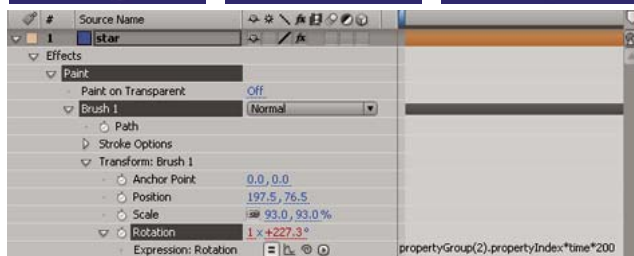 # Source Name
1 star
Effects
Paint
Paint on Transparent Off
Brush 1 Normal
Path
Stroke Options
Transform: Brush 1
Anchor Point 0.0, 0.0
Position 197.5, 76.5
Scale 93.0, 93.0%
Rotation 1 x+227.3°
Expression: Rotation propertyGroup(2).propertyIndex*time*200